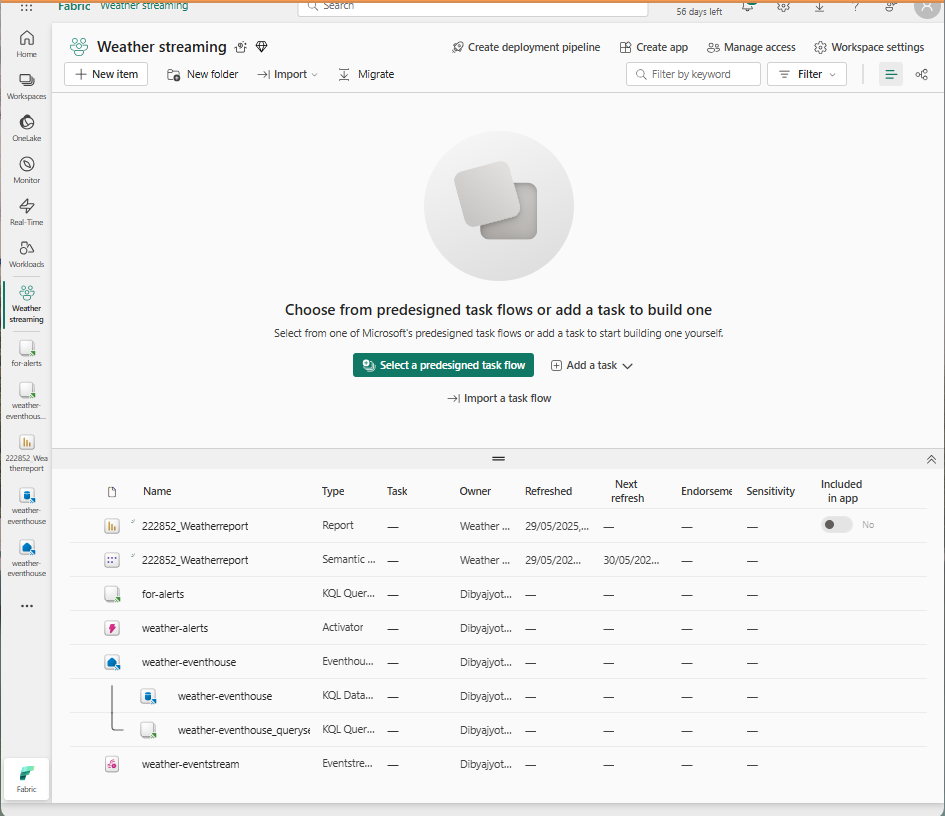 Fabric Weather streaming
Search
56 days left
Home
Workspaces
OneLake
Monitor
Real-Time
Workloads
Weather
streaming
for-alerts
weather-
eventhous...
222852_Wea
therreport
weather-
eventhouse
weather-
eventhouse
...
Fabric
Weather streaming
Create deployment pipeline Create app Manage access Workspace settings
New item New folder Import Migrate Filter by keyword Filter
Choose from predesigned task flows or add a task to build one
Select from one of Microsoft's predesigned task flows or add a task to start building one yourself.
Select a predesigned task flow Add a task
Import a task flow
Name Type Task Owner Refreshed Next refresh Endorseme Sensitivity Included in app
222852_Weatherreport Report — Weather ... 29/05/2025,... — — — No
222852_Weatherreport Semantic ... — Weather ... 29/05/202... 30/05/202... — —
for-alerts KQL Quer... — Dibyajyot... — — — —
weather-alerts Activator — Dibyajyot... — — — —
weather-eventhouse Eventhou... — Dibyajyot... — — — —
weather-eventhouse KQL Data... — Dibyajyot... — — — —
weather-eventhouse_queryse KQL Quer... — Dibyajyot... — — — —
weather-eventstream Eventstre... — Dibyajyot... — — — —